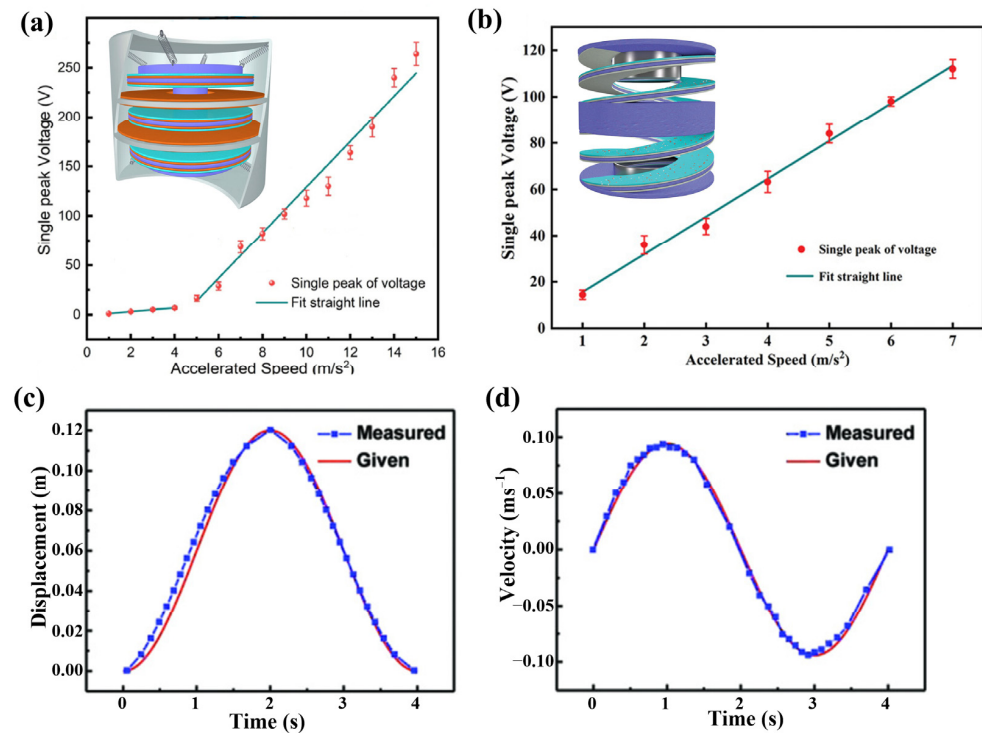 (a)
Single peak Voltage (V)
250
200
150
100
50
0
Single peak of voltage
Fit straight line
0 2 4 6 8 10 12 14 16
Accelerated Speed (m/s²)
(b)
Single peak Voltage (V)
120
100
80
60
40
20
0
Single peak of voltage
Fit straight line
1 2 3 4 5 6 7
Accelerated Speed (m/s²)
(c)
Displacement (m)
0.12
0.10
0.08
0.06
0.04
0.02
0.00
Measured
Given
0 1 2 3 4
Time (s)
(d)
Velocity (ms⁻¹)
0.10
0.05
0.00
−0.05
−0.10
Measured
Given
0 1 2 3 4
Time (s)